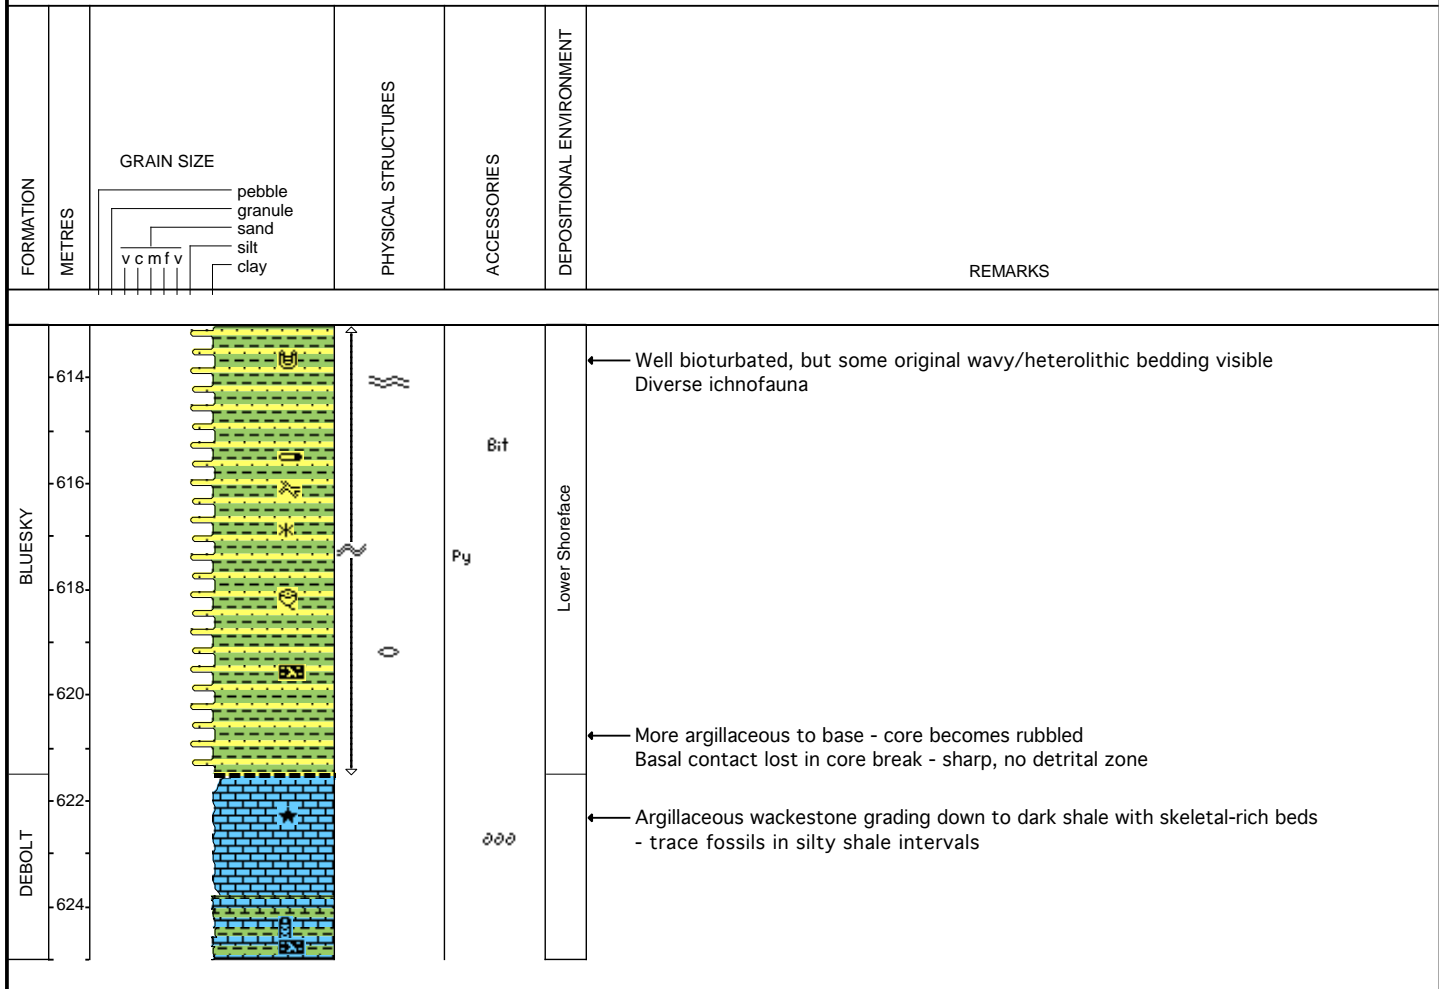 FORMATION
METRES
GRAIN SIZE
pebble
granule
sand
silt
clay
v c m f v
PHYSICAL STRUCTURES
ACCESSORIES
DEPOSITIONAL ENVIRONMENT
REMARKS
BLUESKY
DEBOLT
614
616
618
620
622
624
Bit
Py
Lower Shoreface
Well bioturbated, but some original wavy/heterolithic bedding visible
Diverse ichnofauna
More argillaceous to base - core becomes rubbled
Basal contact lost in core break - sharp, no detrital zone
Argillaceous wackestone grading down to dark shale with skeletal-rich beds
- trace fossils in silty shale intervals